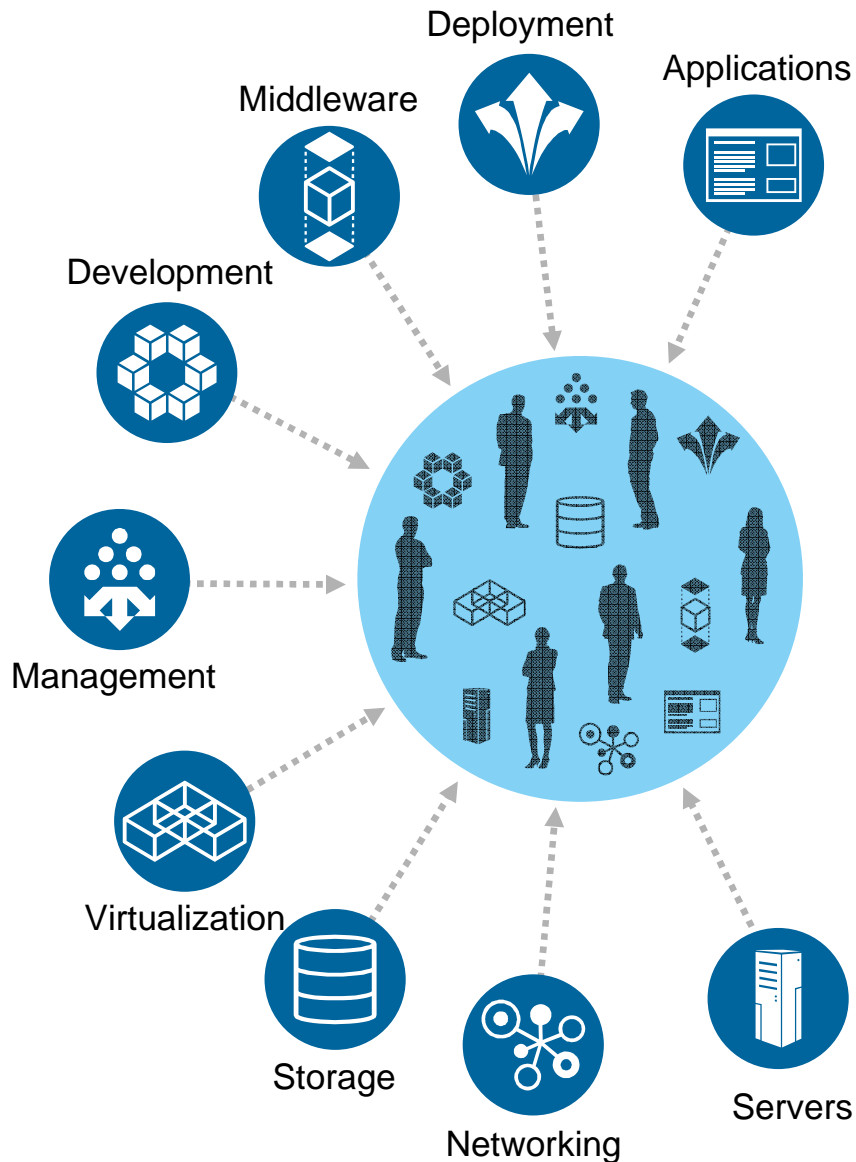 Deployment
Applications
Middleware
Development
Management
Virtualization
Storage
Servers
Networking